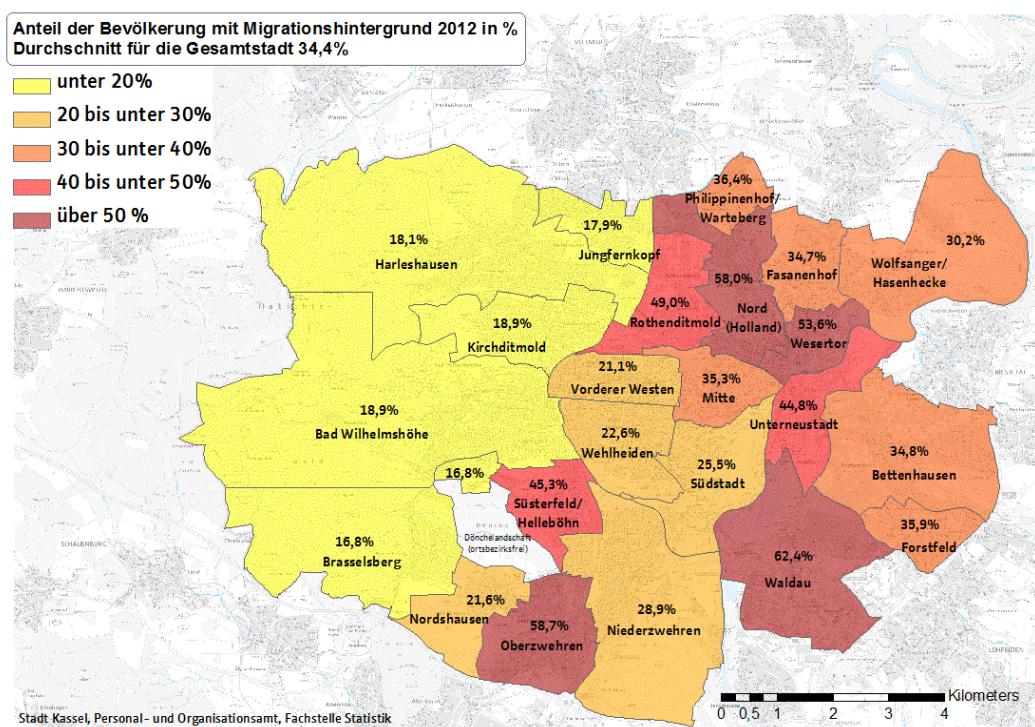 Anteil der Bevölkerung mit Migrationshintergrund 2012 in %
Durchschnitt für die Gesamtstadt 34,4%
unter 20%
20 bis unter 30%
30 bis unter 40%
40 bis unter 50%
über 50 %
36,4%
Philippinenhof/
Warteberg
17,9%
Jungfernkopf
18,1%
Harleshausen
34,7%
Fasanenhof
30,2%
Wolfsanger/
Hasenhecke
58,0%
Nord
(Holland)
49,0%
Rothenditmold
53,6%
Wesertor
18,9%
Kirchditmold
21,1%
Vorderer Westen
35,3%
Mitte
18,9%
Bad Wilhelmshöhe
44,8%
Unterneustadt
22,6%
Wehlheiden
25,5%
Südstadt
34,8%
Bettenhausen
16,8%
45,3%
Süsterfeld/
Helleböhn
Dönchelandschaft
(ortsbezirksfrei)
35,9%
Forstfeld
16,8%
Brasselsberg
62,4%
Waldau
21,6%
Nordshausen
58,7%
Oberzwehren
28,9%
Niederzwehren
Kilometers
0 0,5 1 2 3 4
Stadt Kassel, Personal- und Organisationsamt, Fachstelle Statistik